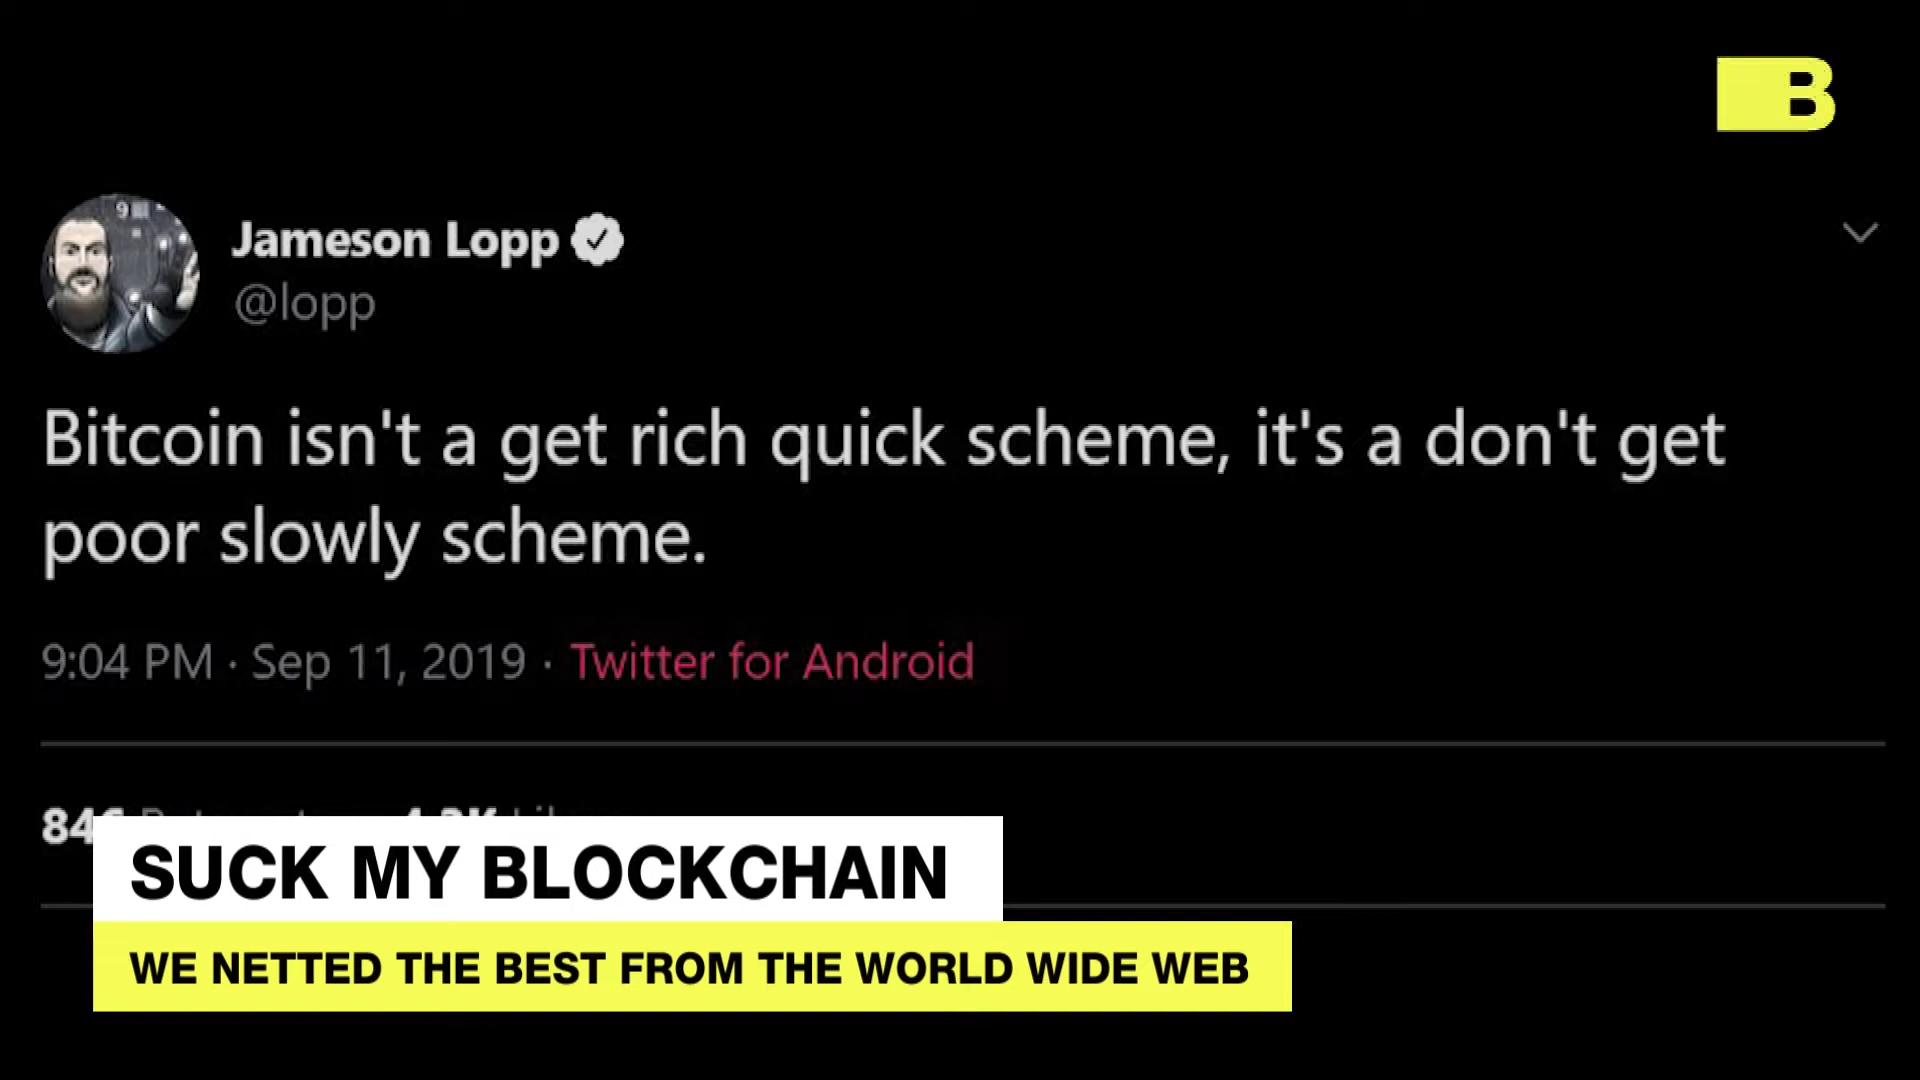 B
Jameson Lopp
@lopp
Bitcoin isn't a get rich quick scheme, it's a don't get
poor slowly scheme.
9:04 PM · Sep 11, 2019 · Twitter for Android
SUCK MY BLOCKCHAIN
WE NETTED THE BEST FROM THE WORLD WIDE WEB